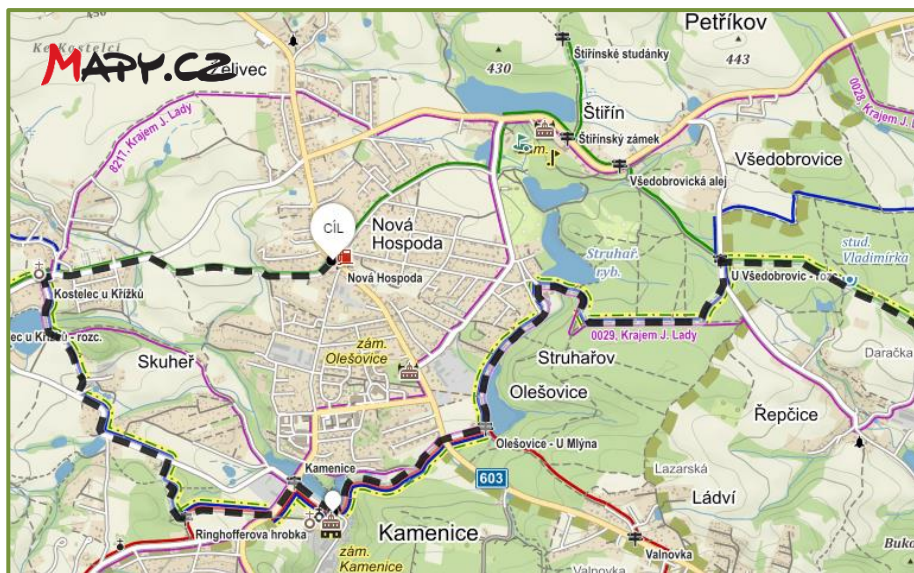 Petříkov
Ke Kostelci
MAPY.CZ
Želivec
Štiřínské studánky
430
443
0028, Krajem J. L
8217, Krajem J. Lady
Štiřín
Štiřínský zámek
zám.
Všedobrovice
Všedobrovická alej
CÍL
Nová
Hospoda
Struhař.
ryb.
stud.
Vladimírka
Nová Hospoda
U Všedobrovic - rozc.
Kostelec u Křížků
ec u Křížků - rozc.
0029, Krajem J. Lady
zám.
Olešovice
Struhařov
Skuheř
Daračka
Olešovice
Řepčice
Olešovice - U Mlýna
Kamenice
603
Lazarská
Ládví
Ringhofferova hrobka
Kamenice
zám.
Kamenice
Valnovka
Valnovka
Buko